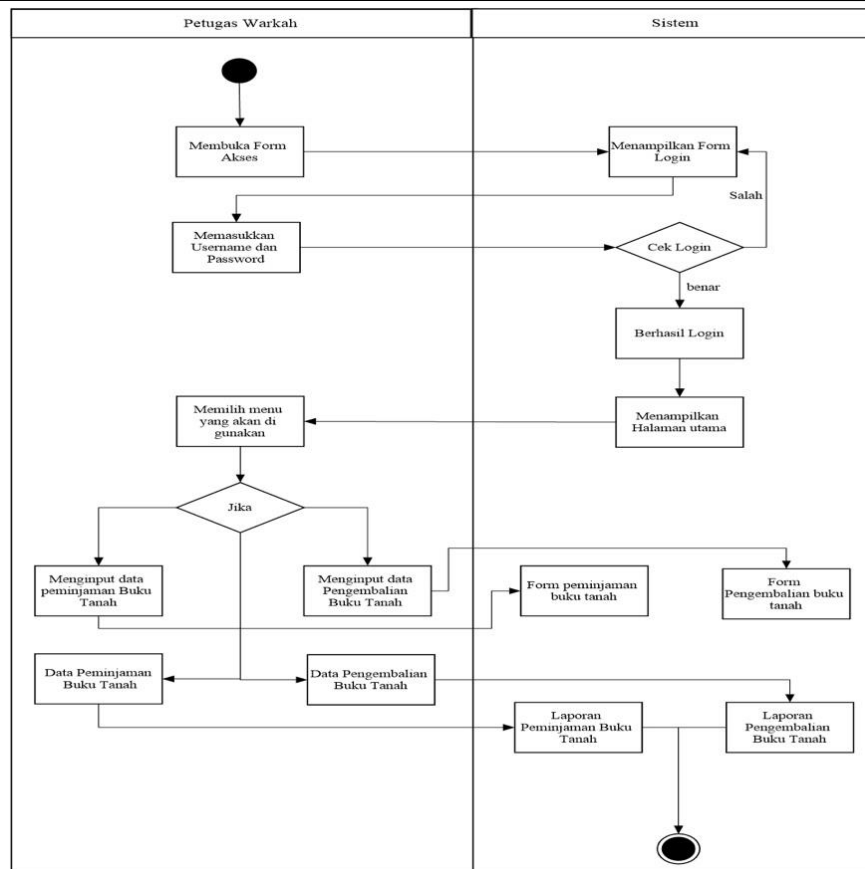 Petugas Warkah
Sistem
Membuka Form
Akses
Menampilkan Form
Login
Salah
Memasukkan
Username dan
Password
Cek Login
benar
Berhasil Login
Memilih menu
yang akan di
gunakan
Menampilkan
Halaman utama
Jika
Menginput data
peminjaman Buku
Tanah
Menginput data
Pengembalian
Buku Tanah
Form peminjaman
buku tanah
Form
Pengembalian buku
tanah
Data Peminjaman
Buku Tanah
Data Pengembalian
Buku Tanah
Laporan
Peminjaman Buku
Tanah
Laporan
Pengembalian
Buku Tanah